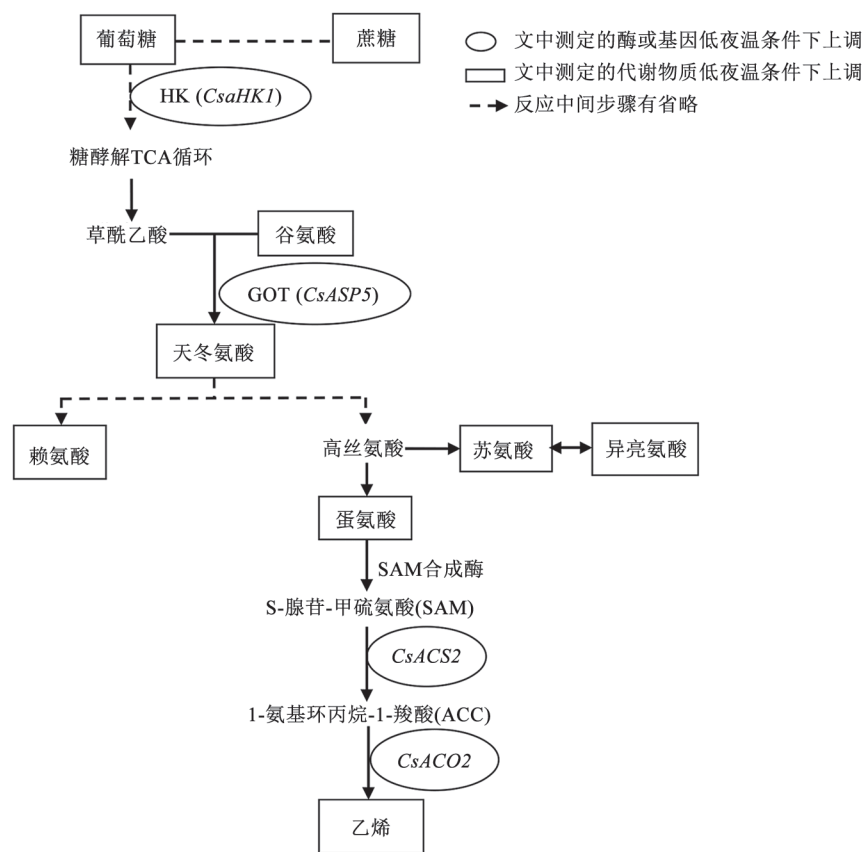 葡萄糖
蔗糖
文中测定的酶或基因低夜温条件下上调
文中测定的代谢物质低夜温条件下上调
反应中间步骤有省略
HK (CsaHK1)
糖酵解TCA循环
草酰乙酸
谷氨酸
GOT (CsASP5)
天冬氨酸
赖氨酸
高丝氨酸
苏氨酸
异亮氨酸
蛋氨酸
SAM合成酶
S-腺苷-甲硫氨酸(SAM)
CsACS2
1-氨基环丙烷-1-羧酸(ACC)
CsACO2
乙烯